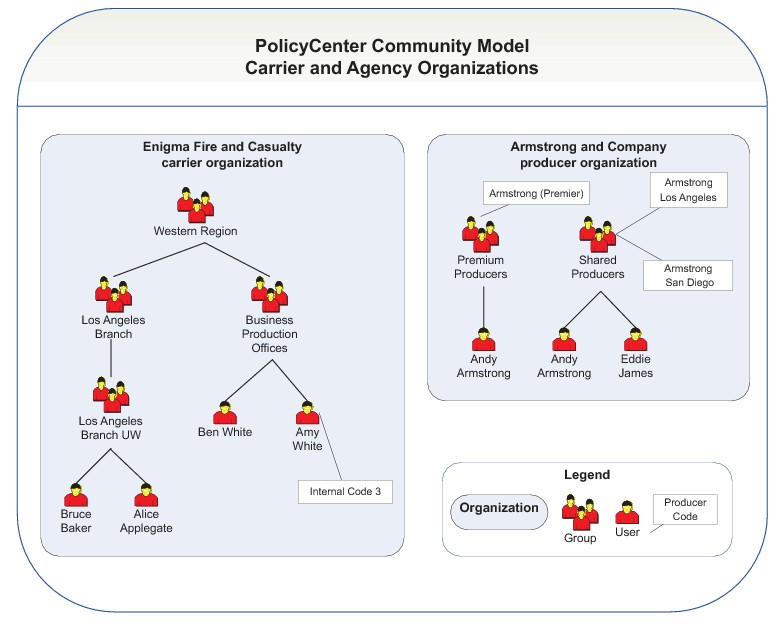 PolicyCenter Community Model
Carrier and Agency Organizations
Enigma Fire and Casualty
carrier organization
Western Region
Los Angeles
Branch
Business
Production
Offices
Los Angeles
Branch UW
Ben White
Amy
White
Internal Code 3
Bruce
Baker
Alice
Applegate
Armstrong and Company
producer organization
Armstrong (Premier)
Armstrong
Los Angeles
Premium
Producers
Shared
Producers
Armstrong
San Diego
Andy
Armstrong
Andy
Armstrong
Eddie
James
Legend
Organization
Group
User
Producer
Code